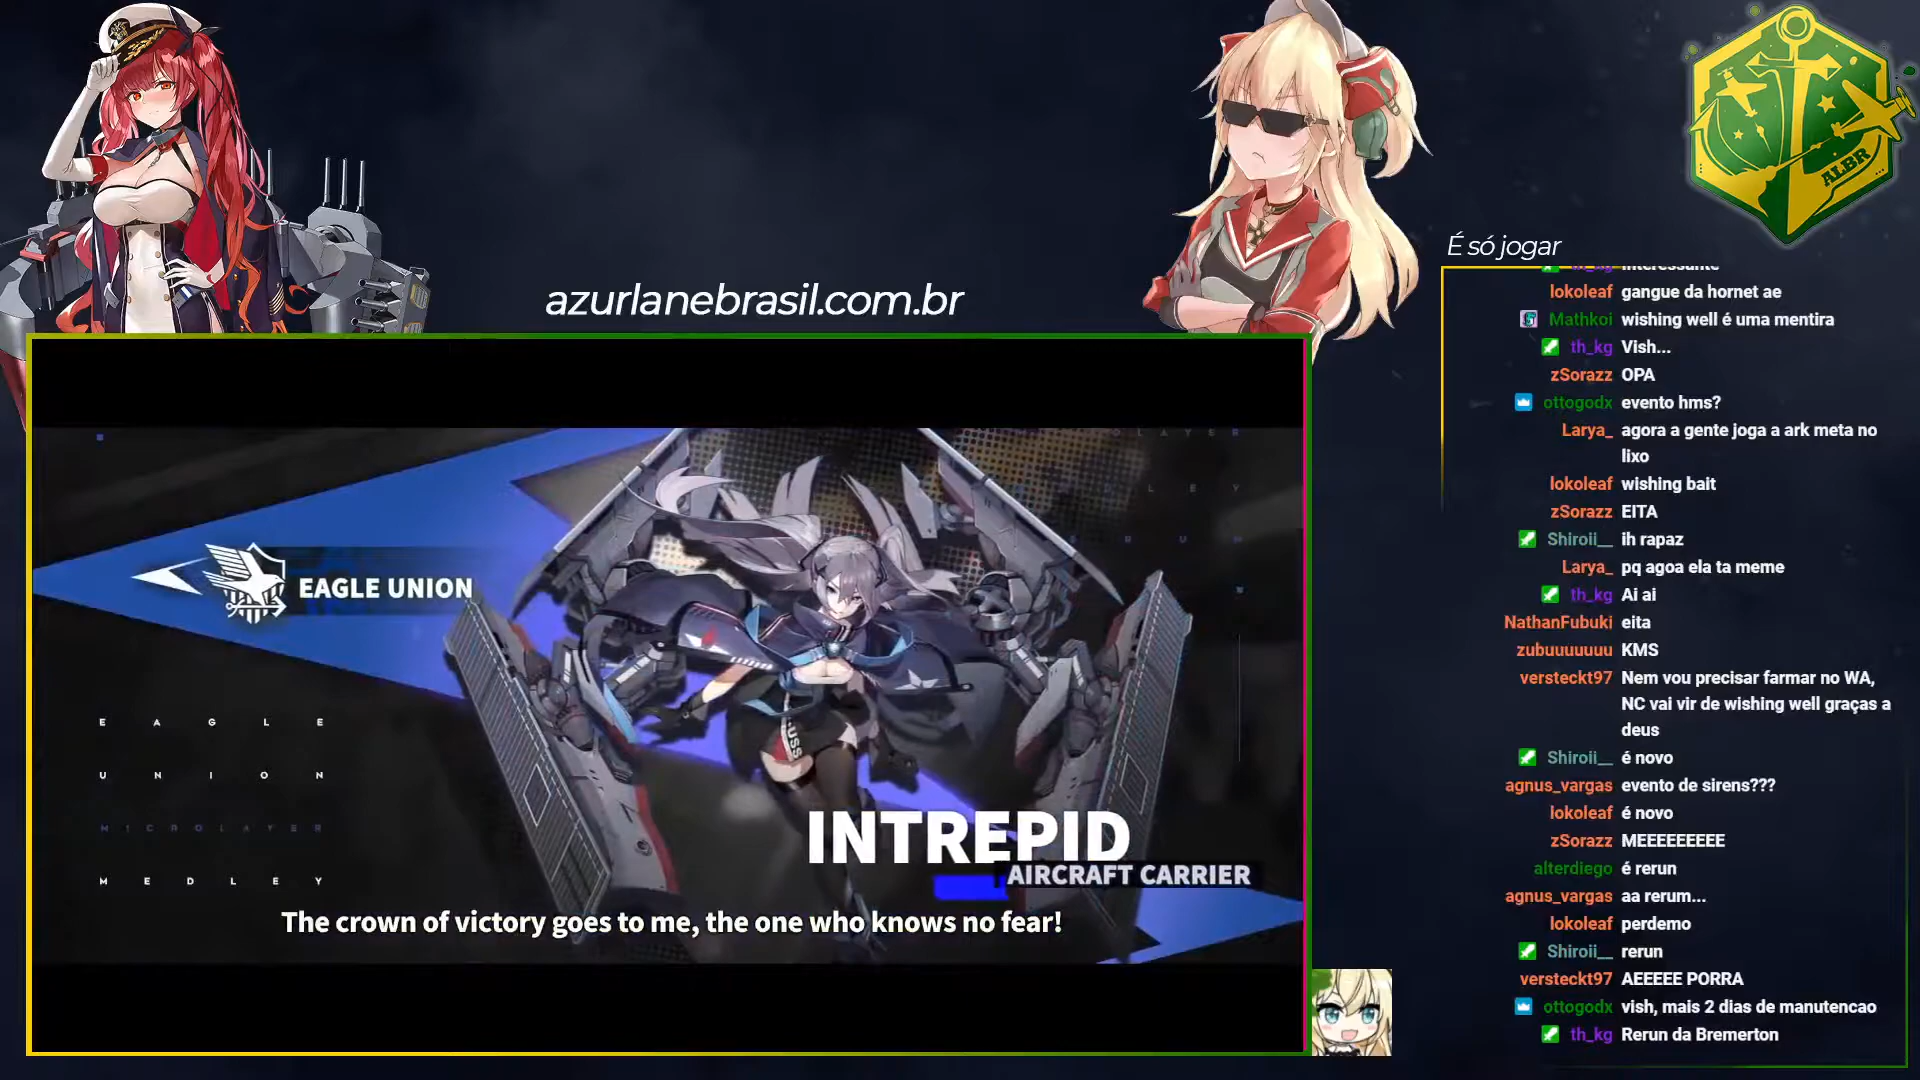 azurlanebrasil.com.br
ALBR
É só jogar
lokoleaf gangue da hornet ae
Mathkoi wishing well é uma mentira
th_kg Vish...
zSorazz OPA
ottogodx evento hms?
Larya_ agora a gente joga a ark meta no
lixo
lokoleaf wishing bait
zSorazz EITA
Shiroii__ ih rapaz
Larya_ pq agoa ela ta meme
th_kg Ai ai
NathanFubuki eita
zubuuuuuuu KMS
versteckt97 Nem vou precisar farmar no WA,
NC vai vir de wishing well graças a
deus
Shiroii__ é novo
agnus_vargas evento de sirens???
lokoleaf é novo
zSorazz MEEEEEEEEE
alterdiego é rerun
agnus_vargas aa rerum...
lokoleaf perdemo
Shiroii__ rerun
versteckt97 AEEEEE PORRA
ottogodx vish, mais 2 dias de manutencao
th_kg Rerun da Bremerton
EAGLE UNION
EAGLE
UNION
MICROLAYER
MEDLEY
USS
INTREPID
AIRCRAFT CARRIER
The crown of victory goes to me, the one who knows no fear!